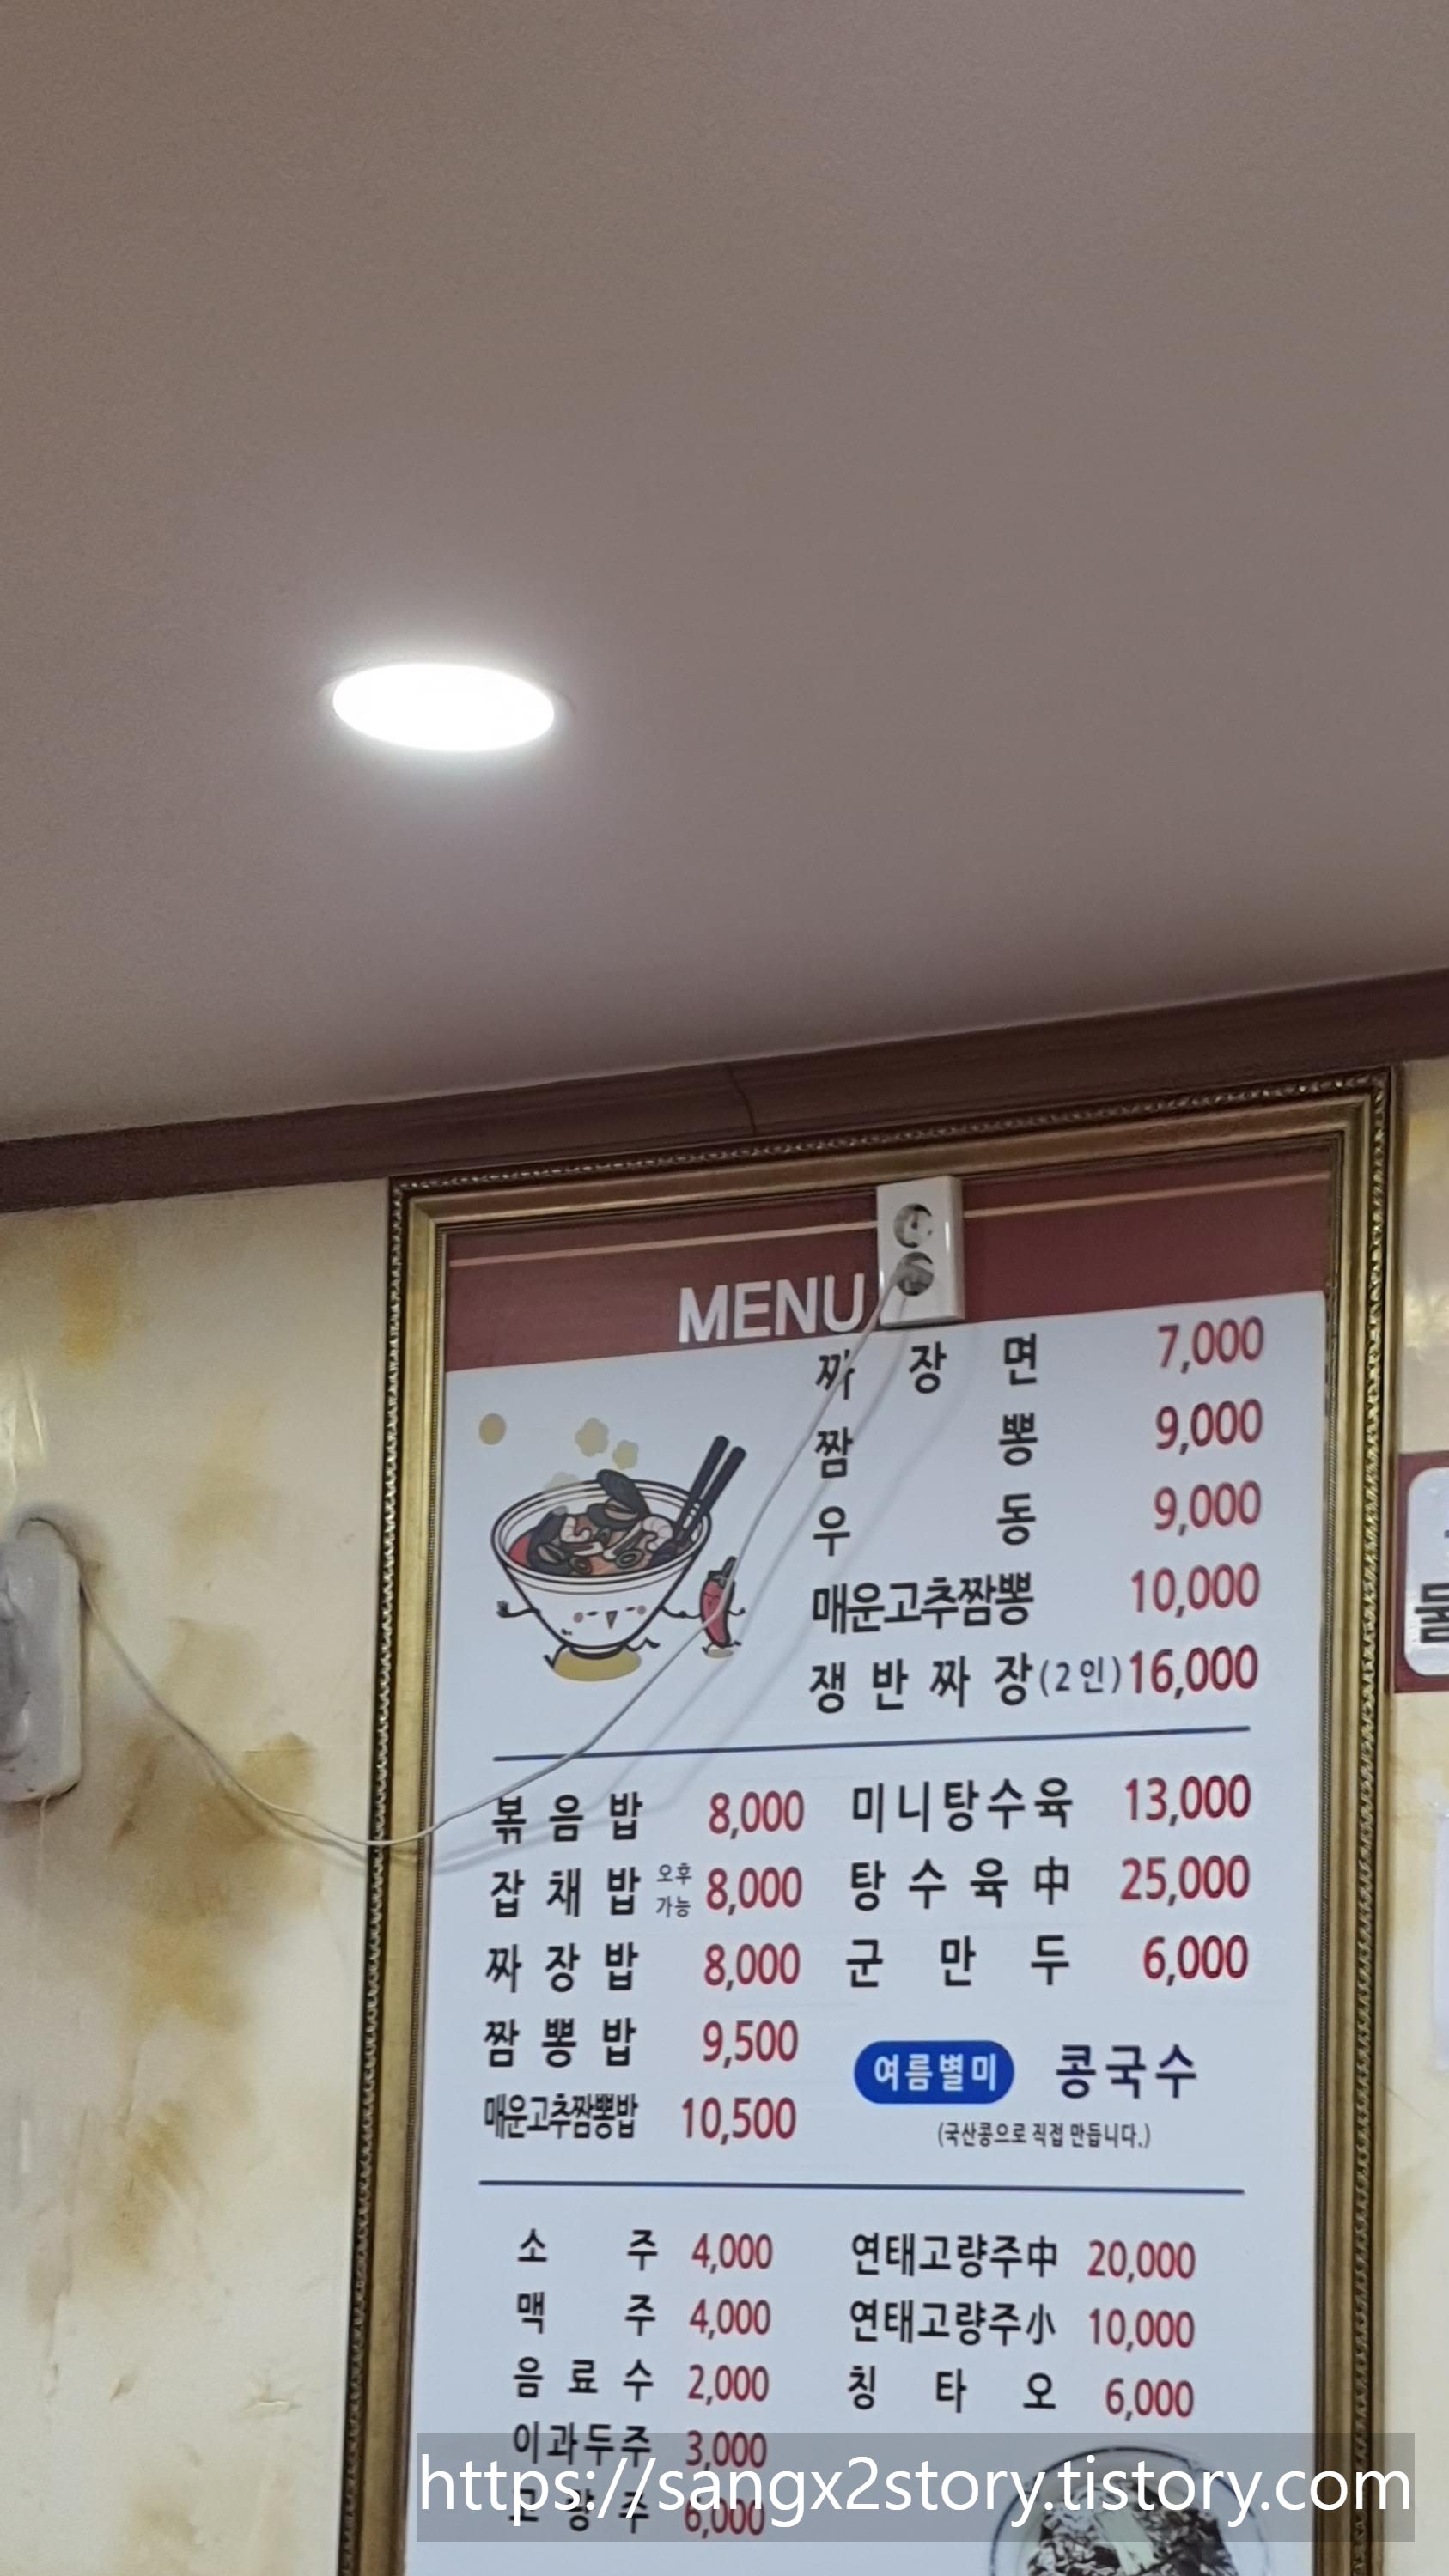 MENU
짜장면 7,000
짬뽕 9,000
우동 9,000
매운고추짬뽕 10,000
쟁반짜장(2인) 16,000
볶음밥 8,000
잡채밥 오후가능 8,000
짜장밥 8,000
짬뽕밥 9,500
매운고추짬뽕밥 10,500
미니탕수육 13,000
탕수육中 25,000
군만두 6,000
여름별미 콩국수
(국산콩으로 직접 만듭니다.)
소주 4,000
맥주 4,000
음료수 2,000
이과두주 3,000
고량주 6,000
연태고량주中 20,000
연태고량주小 10,000
칭타오 6,000
물
https://sangx2story.tistory.com